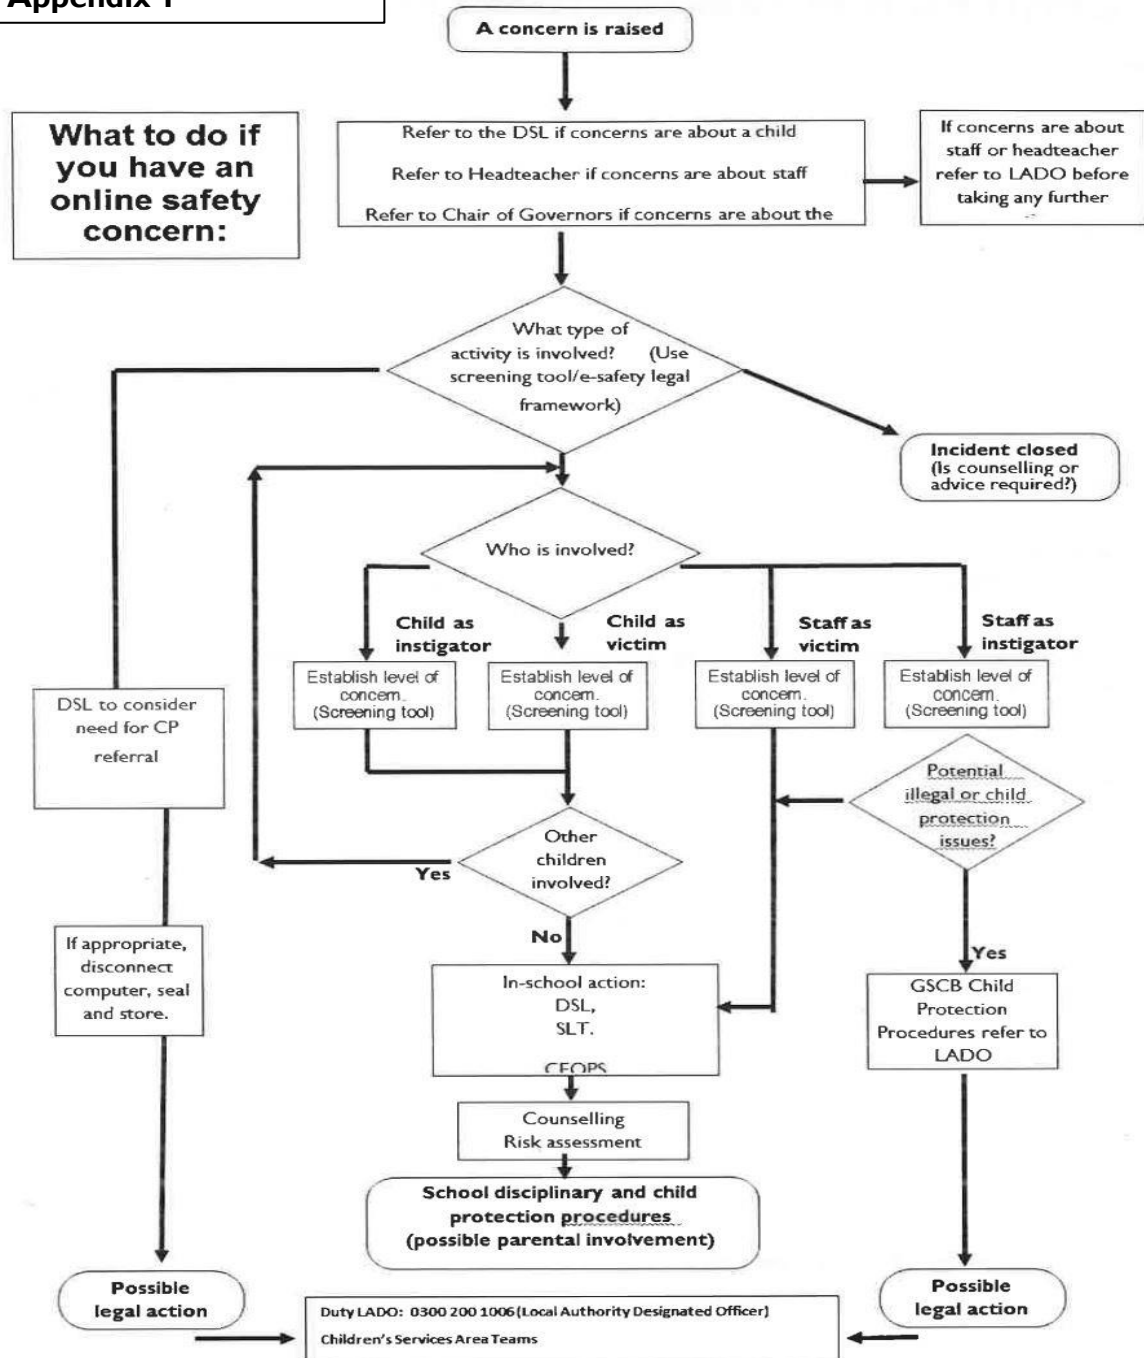 Appendix 1
A concern is raised
What to do if
you have an
online safety
concern:
Refer to the DSL if concerns are about a child
Refer to Headteacher if concerns are about staff
Refer to Chair of Governors if concerns are about the
If concerns are about
staff or headteacher
refer to LADO before
taking any further
What type of
activity is involved? (Use
screening tool/e-safety legal
framework)
Incident closed
(Is counselling or
advice required?)
Who is involved?
Child as
instigator
Child as
victim
Staff as
victim
Staff as
instigator
Establish level of
concern.
(Screening tool)
Establish level of
concern.
(Screening tool)
Establish level of
concern.
(Screening tool)
Establish level of
concern.
(Screening tool)
DSL to consider
need for CP
referral
Potential
illegal or child
protection
issues?
Other
children
involved?
Yes
No
Yes
If appropriate,
disconnect
computer, seal
and store.
In-school action:
DSL,
SLT.
CEOPS
GSCB Child
Protection
Procedures refer to
LADO
Counselling
Risk assessment
School disciplinary and child
protection procedures
(possible parental involvement)
Possible
legal action
Possible
legal action
Duty LADO: 0300 200 1006 (Local Authority Designated Officer)
Children's Services Area Teams